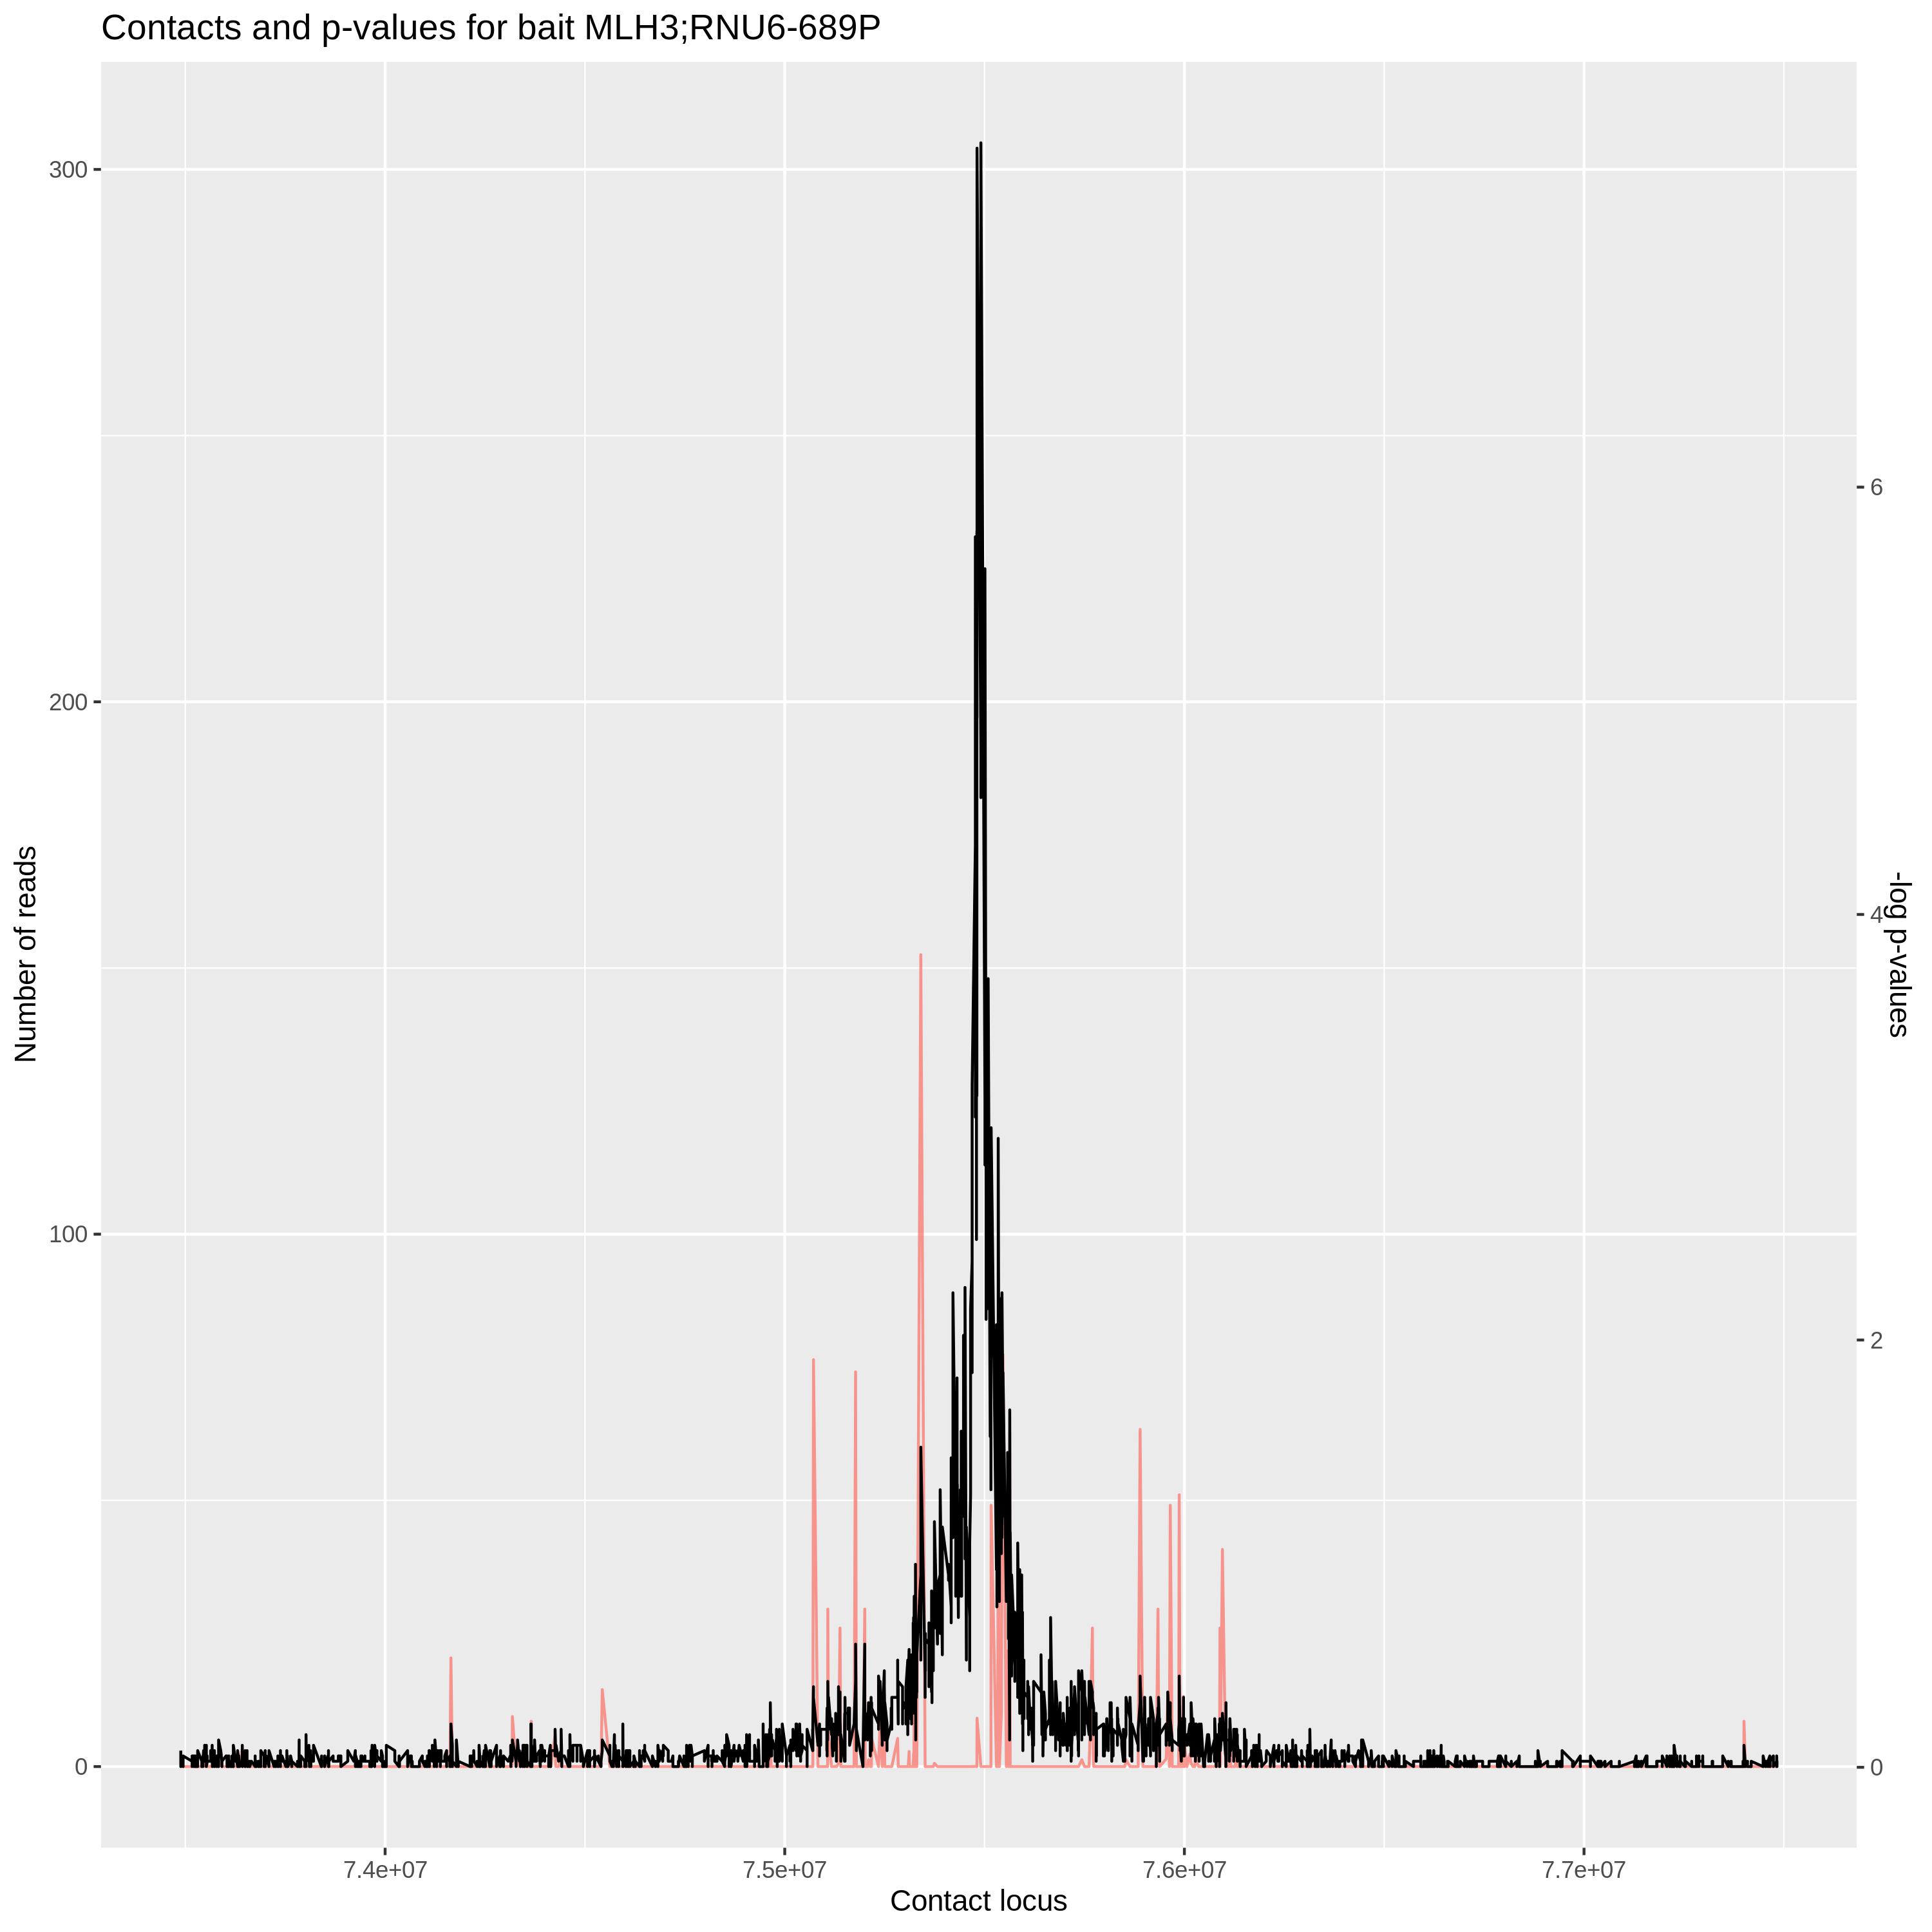 Contacts and p-values for bait MLH3;RNU6-689P
300
200
100
0
Number of reads
6
4
2
0
-log p-values
7.4e+07
7.5e+07
7.6e+07
7.7e+07
Contact locus